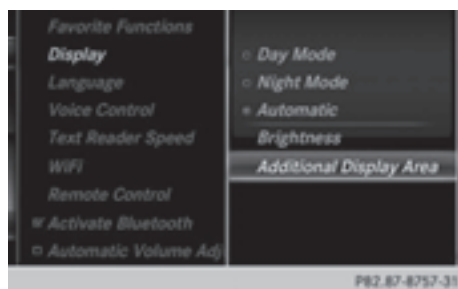 Favorite Functions
Display
Language
Voice Control
Text Reader Speed
WiFi
Remote Control
Activate Bluetooth
Automatic Volume Adj
Day Mode
Night Mode
Automatic
Brightness
Additional Display Area
P82.87-8757-31